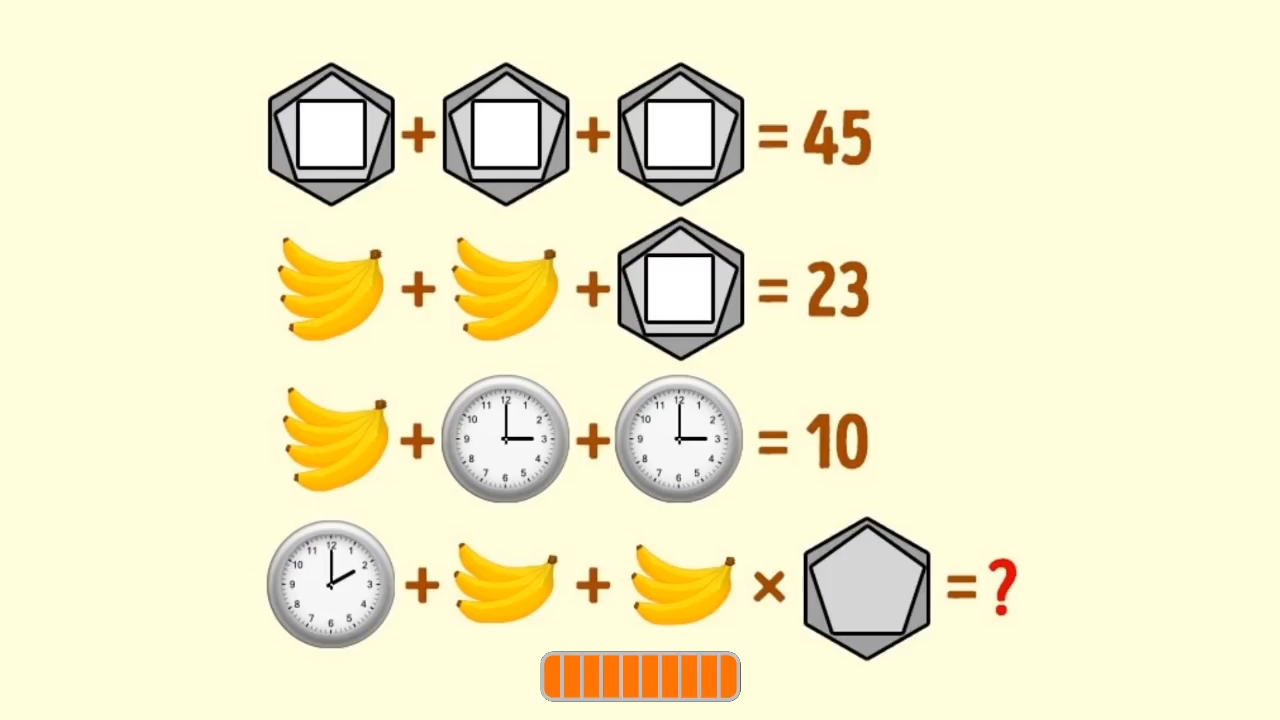 + + = 45
+ + = 23
+ + = 10
+ + × = ?